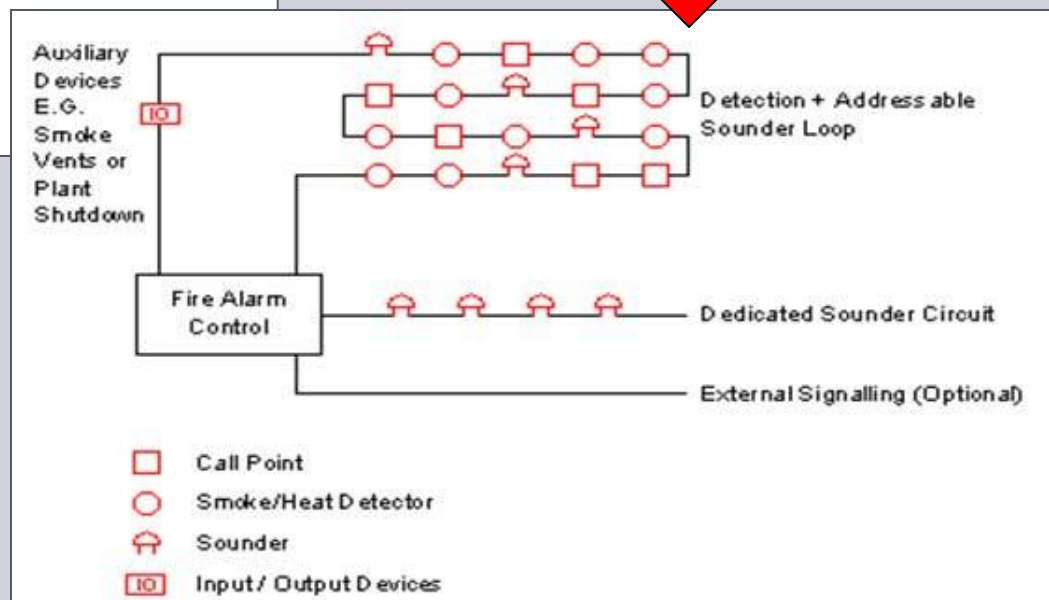 Auxiliary
Devices
E.G.
Smoke
Vents or
Plant
Shutdown
IO
Detection + Addressable
Sounder Loop
Fire Alarm
Control
Dedicated Sounder Circuit
External Signalling (Optional)
Call Point
Smoke/Heat Detector
Sounder
IO Input / Output Devices